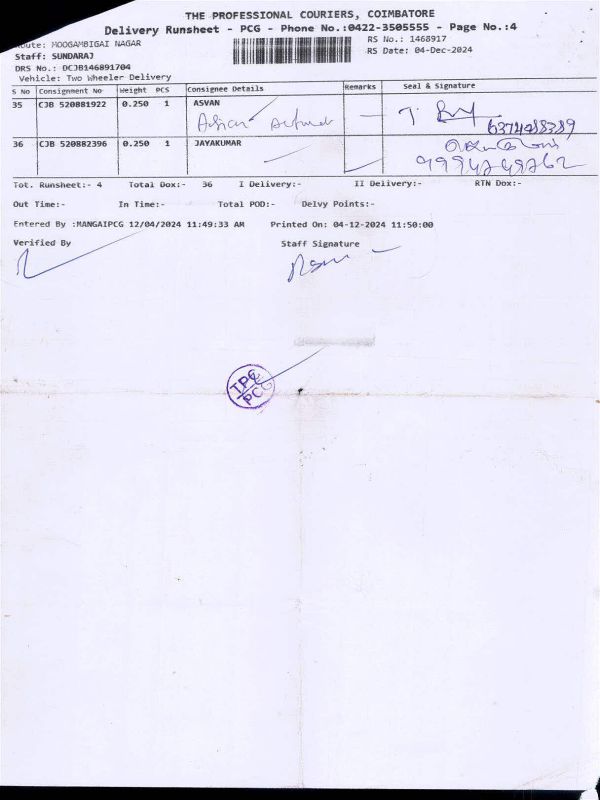 THE PROFESSIONAL COURIERS, COIMBATORE
Delivery Runsheet - PCG - Phone No.:0422-3505555 - Page No.:4
Route: MOOGAMBIGAI NAGAR
RS No.: 1468917
Staff: SUNDARAJ
RS Date: 04-Dec-2024
DRS No.: DCJB146891704
Vehicle: Two Wheeler Delivery
S No Consignment No Weight PCS Consignee Details Remarks Seal & Signature
35 CJB 520881922 0.250 1 ASVAN
6374488389
36 CJB 520882396 0.250 1 JAYAKUMAR
9994749762
Tot. Runsheet:- 4 Total Dox:- 36 I Delivery:- II Delivery:- RTN Dox:-
Out Time:- In Time:- Total POD:- Delvy Points:-
Entered By :MANGAIPCG 12/04/2024 11:49:33 AM Printed On: 04-12-2024 11:50:00
Verified By Staff Signature
PCG